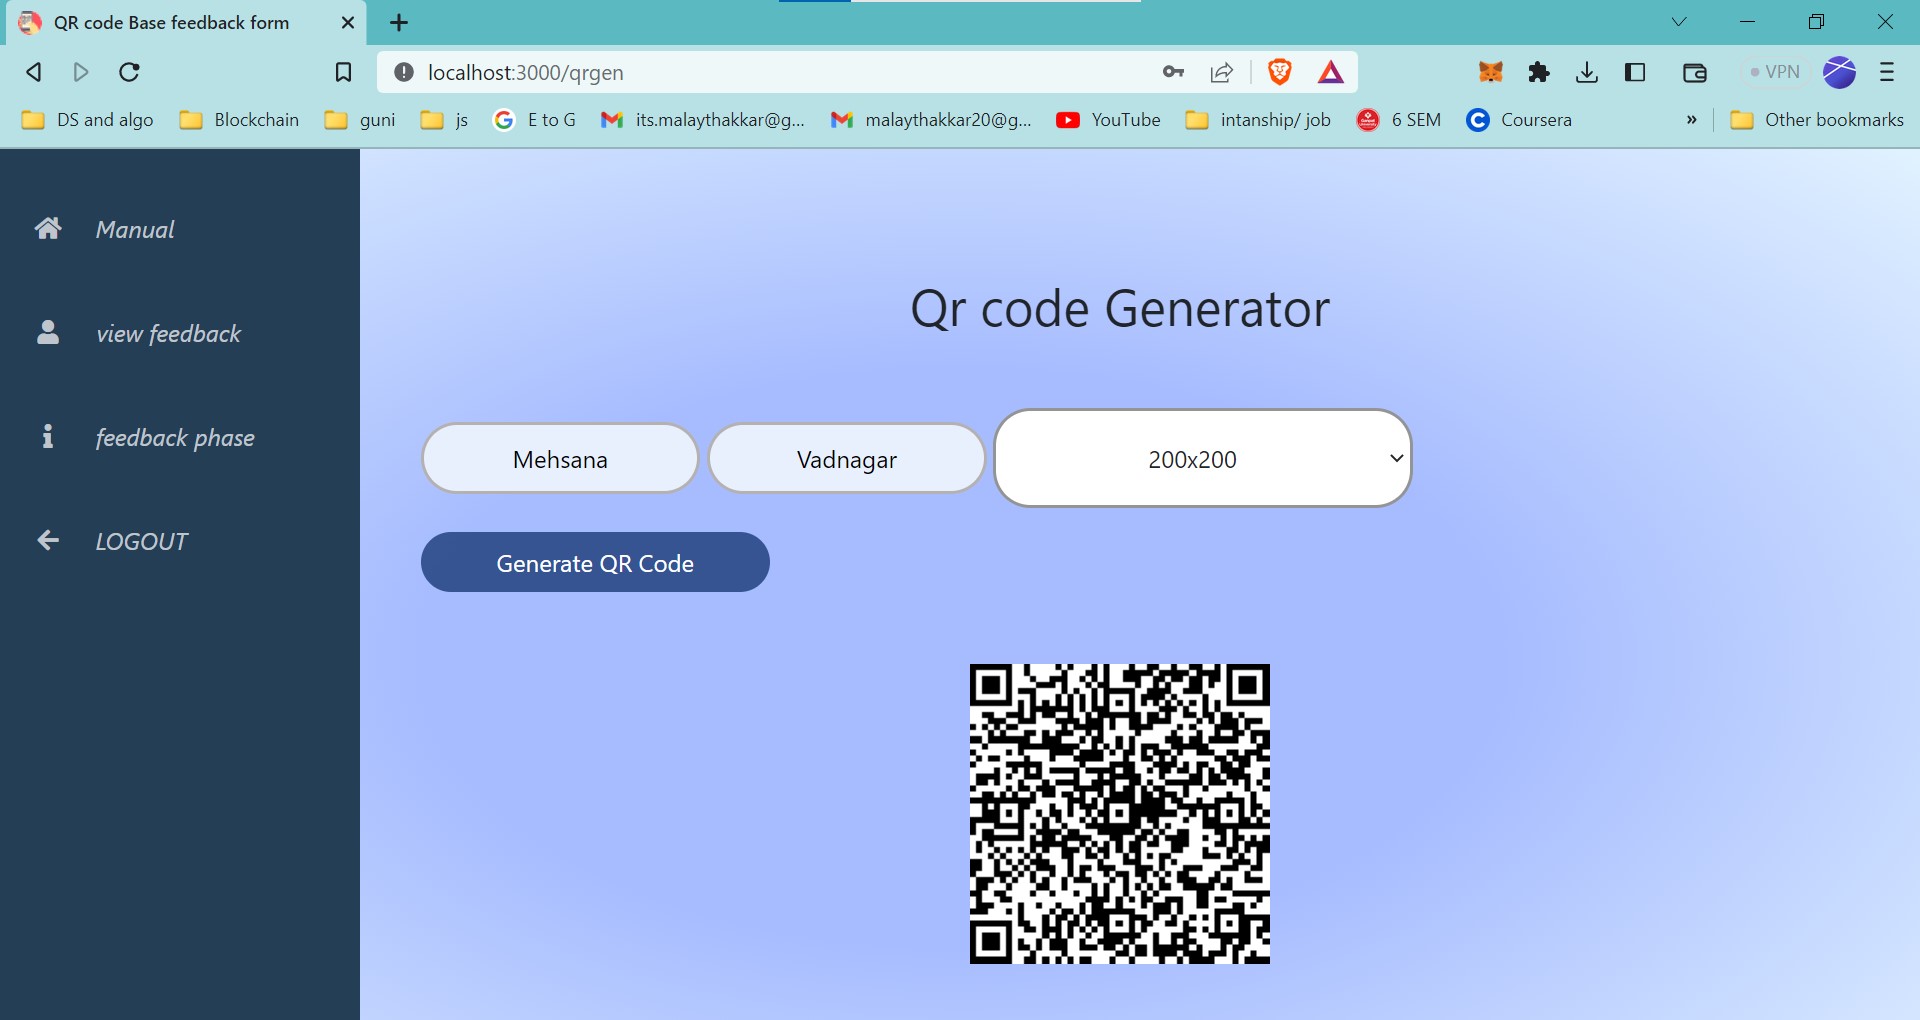 QR code Base feedback form
localhost:3000/qrgen
VPN
DS and algo Blockchain guni js E to G its.malaythakkar@g... malaythakkar20@g... YouTube intanship/ job 6 SEM Coursera » Other bookmarks
Manual
view feedback
feedback phase
LOGOUT
Qr code Generator
Mehsana Vadnagar 200x200
Generate QR Code